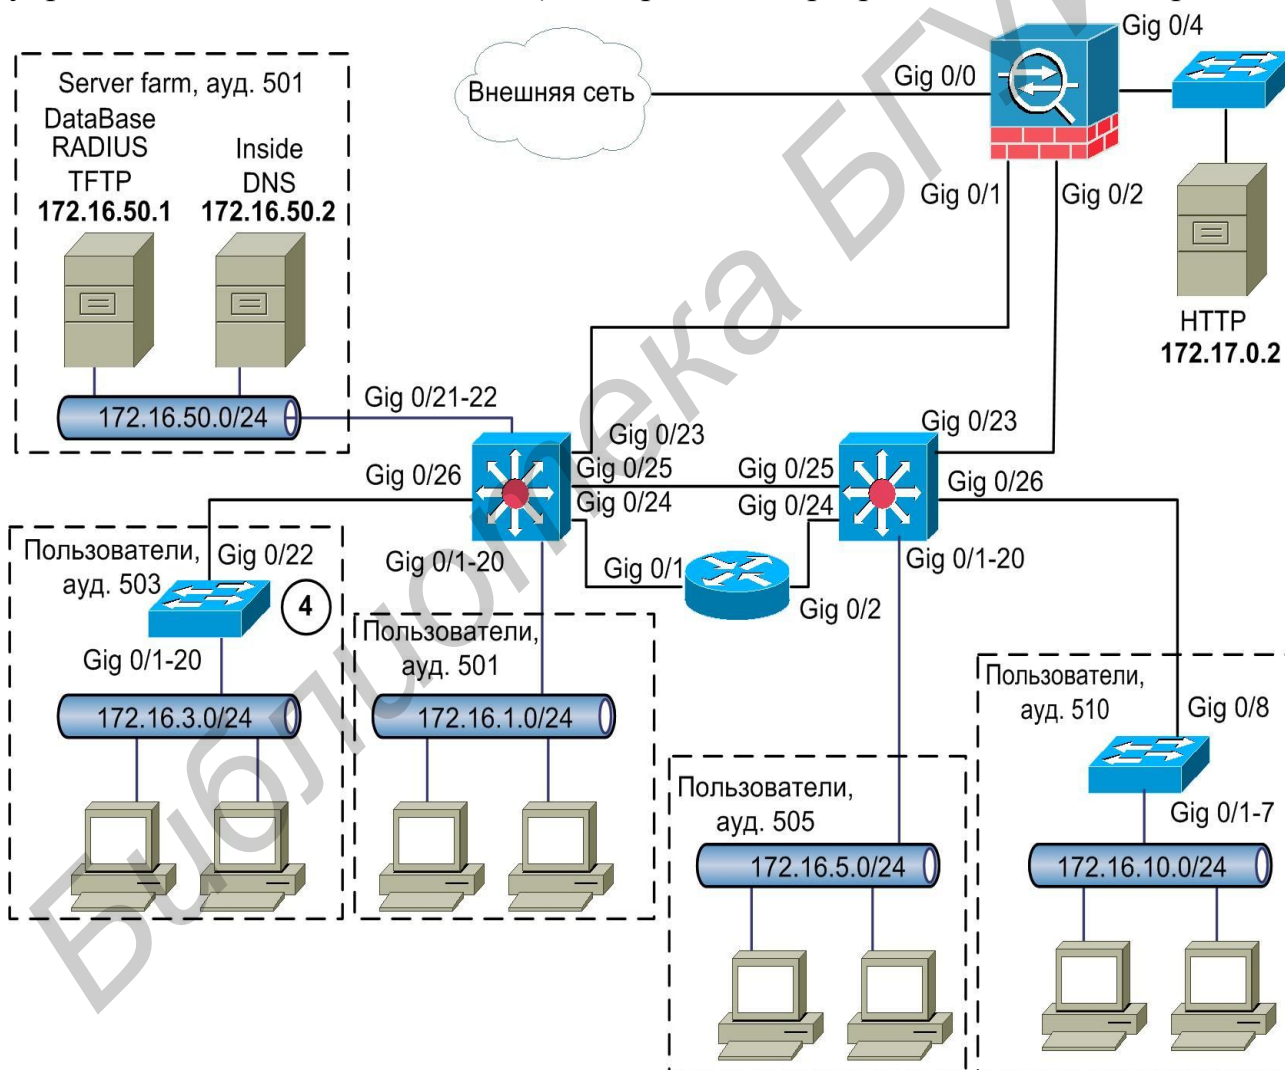 Gig 0/4
Server farm, ауд. 501
DataBase
RADIUS
TFTP
172.16.50.1
Inside
DNS
172.16.50.2
Внешняя сеть
Gig 0/0
Gig 0/1
Gig 0/2
HTTP
172.17.0.2
172.16.50.0/24
Gig 0/21-22
Gig 0/23
Gig 0/23
Gig 0/26
Gig 0/25
Gig 0/25
Gig 0/26
Gig 0/24
Gig 0/24
Пользователи,
ауд. 503
Gig 0/22
4
Gig 0/1-20
Gig 0/1
Gig 0/2
Gig 0/1-20
Gig 0/1-20
172.16.3.0/24
Пользователи,
ауд. 501
172.16.1.0/24
Пользователи,
ауд. 510
Gig 0/8
Gig 0/1-7
Пользователи,
ауд. 505
172.16.5.0/24
172.16.10.0/24
Библиотека БГУИ